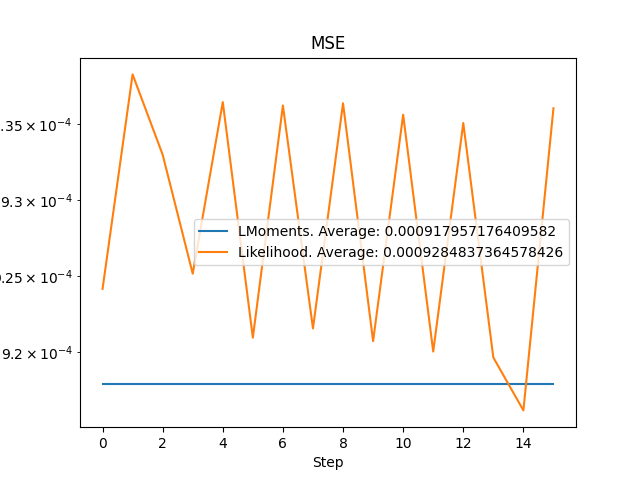 MSE
.35 × 10⁻⁴
9.3 × 10⁻⁴
.25 × 10⁻⁴
9.2 × 10⁻⁴
LMoments. Average: 0.000917957176409582
Likelihood. Average: 0.0009284837364578426
0 2 4 6 8 10 12 14
Step